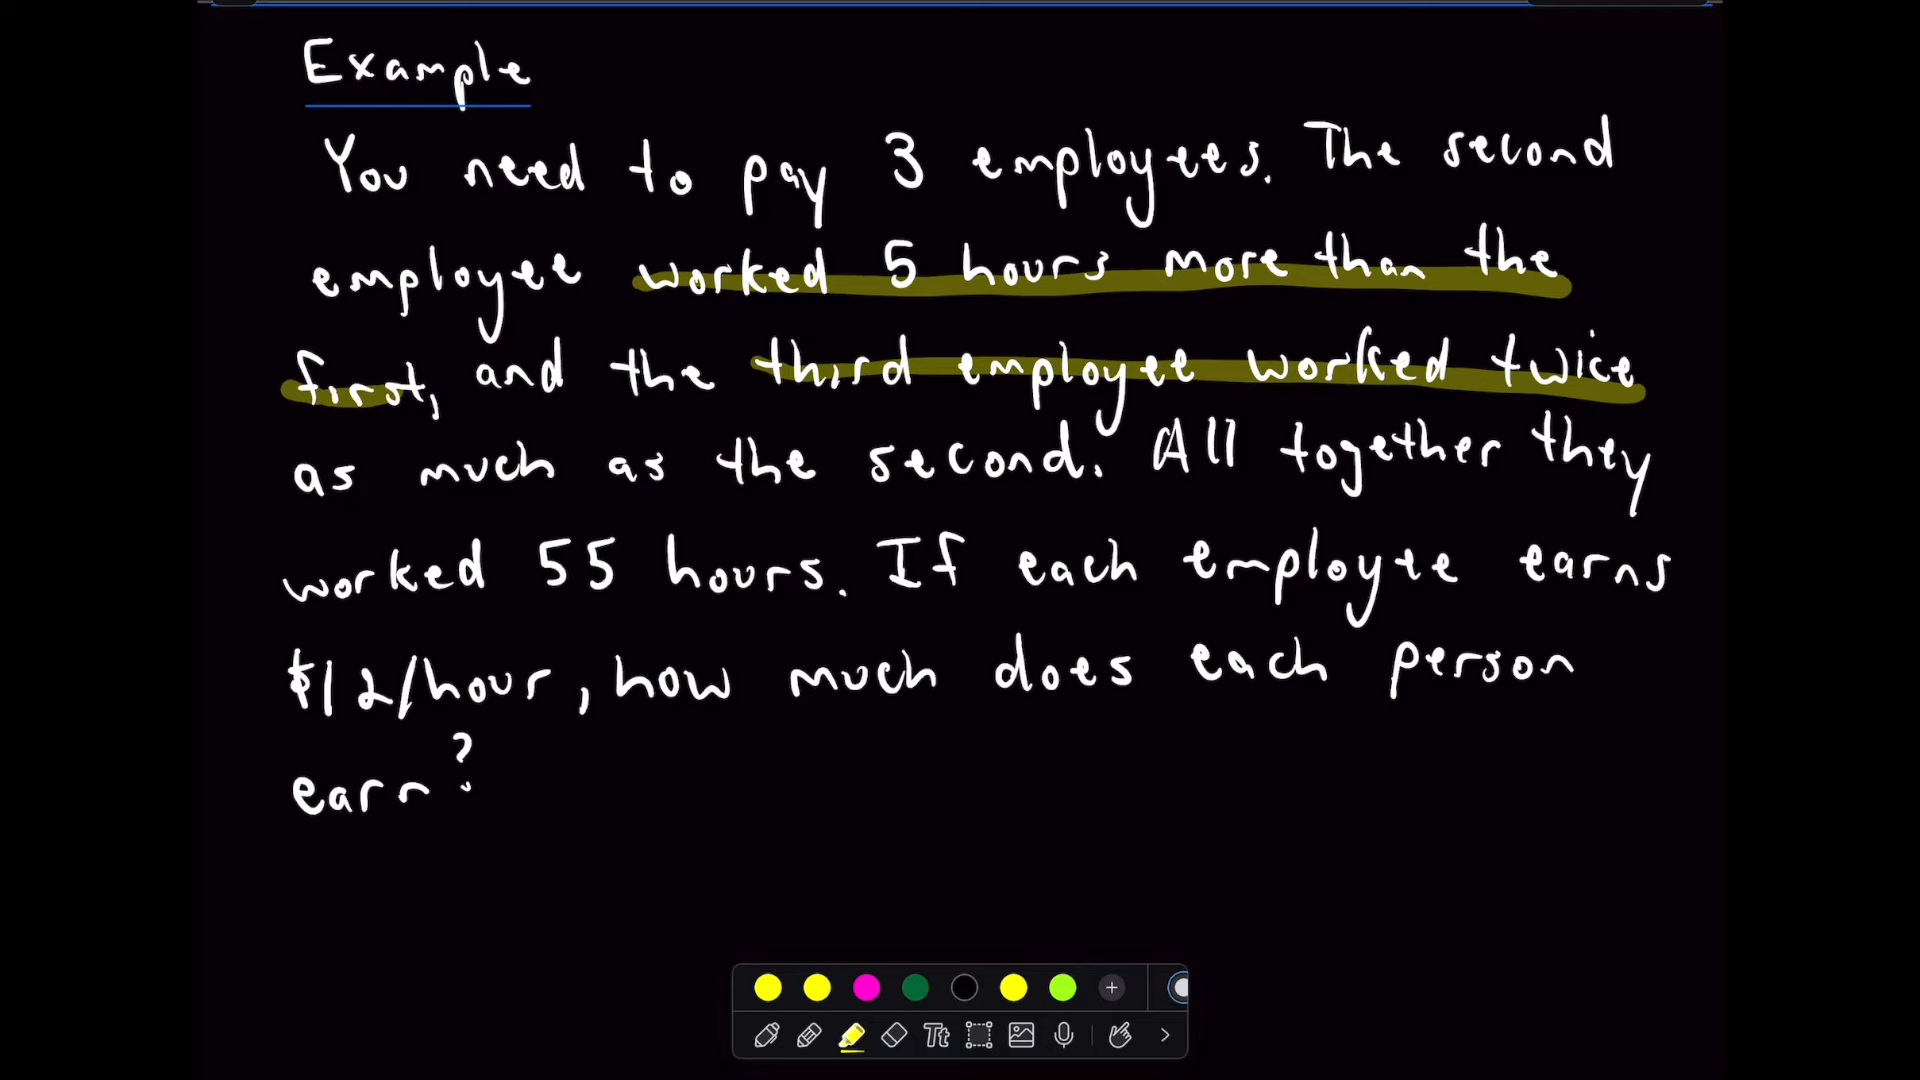 Example
You need to pay 3 employees. The second
employee worked 5 hours more than the
first, and the third employee worked twice
as much as the second. All together they
worked 55 hours. If each employee earns
$12/hour, how much does each person
earn?
Tt